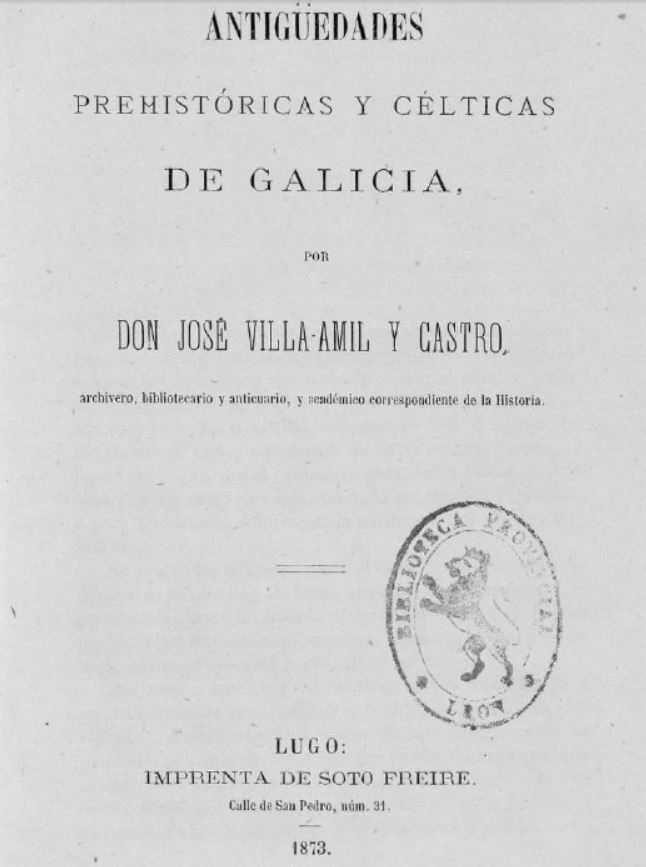 ANTIGÜEDADES
PREHISTÓRICAS Y CÉLTICAS
DE GALICIA,
POR
DON JOSÉ VILLA-AMIL Y CASTRO,
archivero, bibliotecario y anticuario, y académico correspondiente de la Historia.
BIBLIOTECA PROVINCIAL
LEON
LUGO:
IMPRENTA DE SOTO FREIRE.
Calle de San Pedro, núm. 31.
1873.